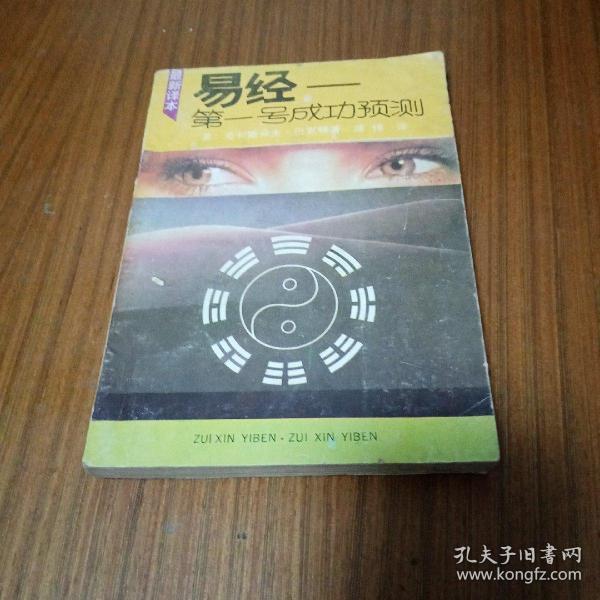 最新译本
易经—
第一号成功预测
ZUI XIN YIBEN · ZUI XIN YIBEN
孔夫子旧书网
www.kongfz.com